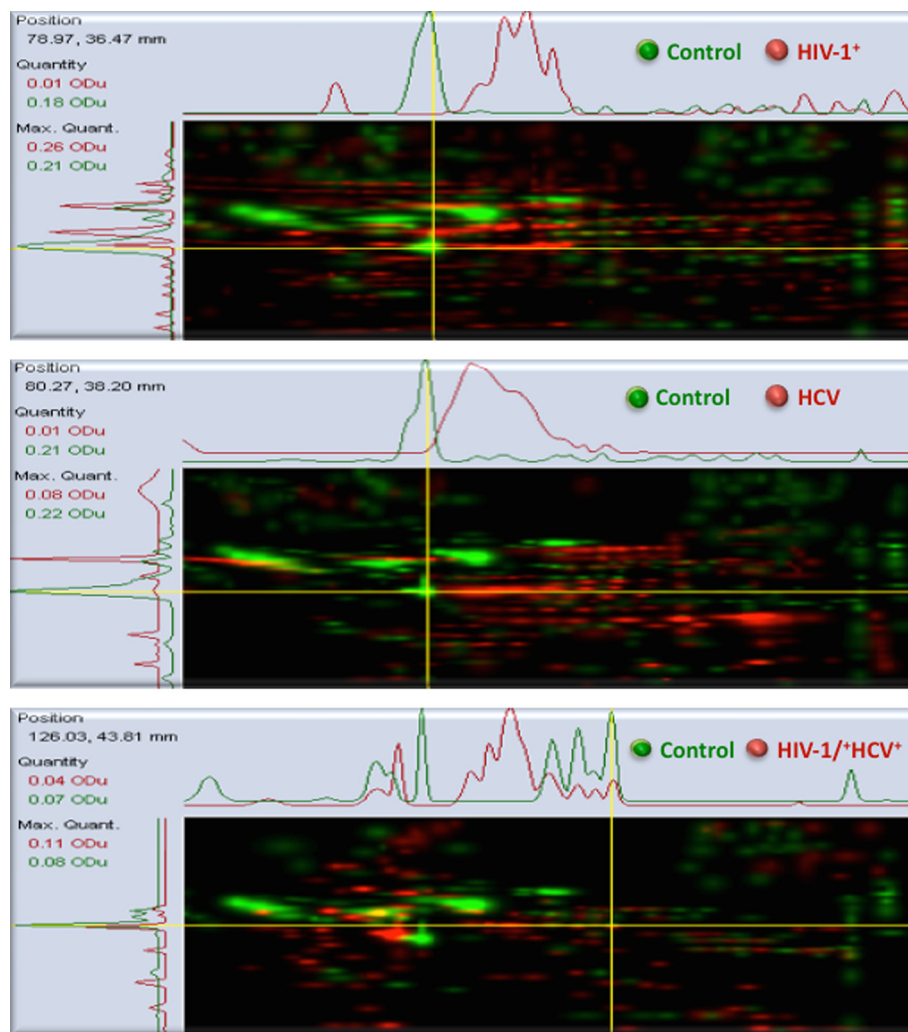 Position
78.97, 36.47 mm
Quantity
0.01 ODu
0.18 ODu
Max. Quant.
0.26 ODu
0.21 ODu
Control HIV-1⁺
Position
80.27, 38.20 mm
Quantity
0.01 ODu
0.21 ODu
Max. Quant.
0.08 ODu
0.22 ODu
Control HCV
Position
126.03, 43.81 mm
Quantity
0.04 ODu
0.07 ODu
Max. Quant.
0.11 ODu
0.08 ODu
Control HIV-1/⁺HCV⁺